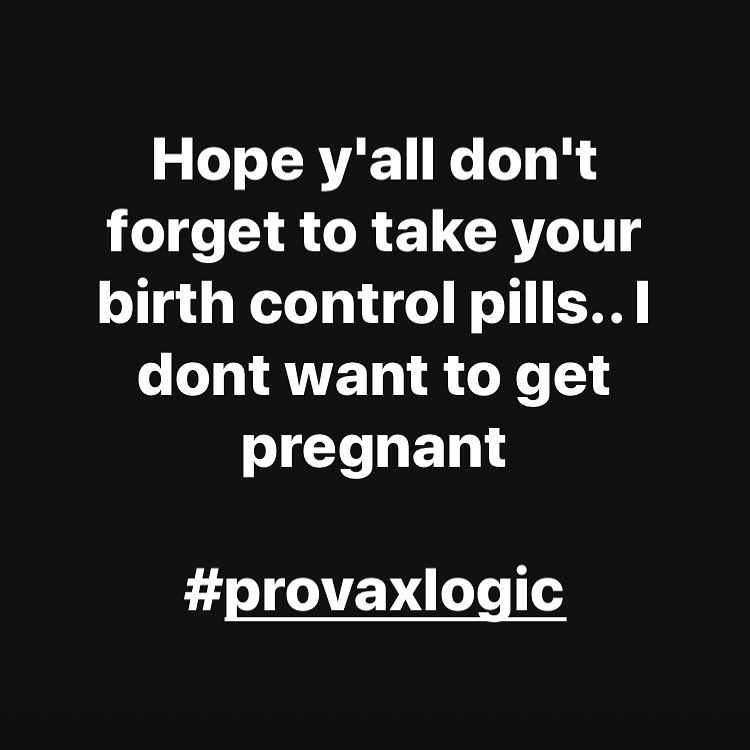 Hope y'all don't
forget to take your
birth control pills.. I
dont want to get
pregnant
#provaxlogic